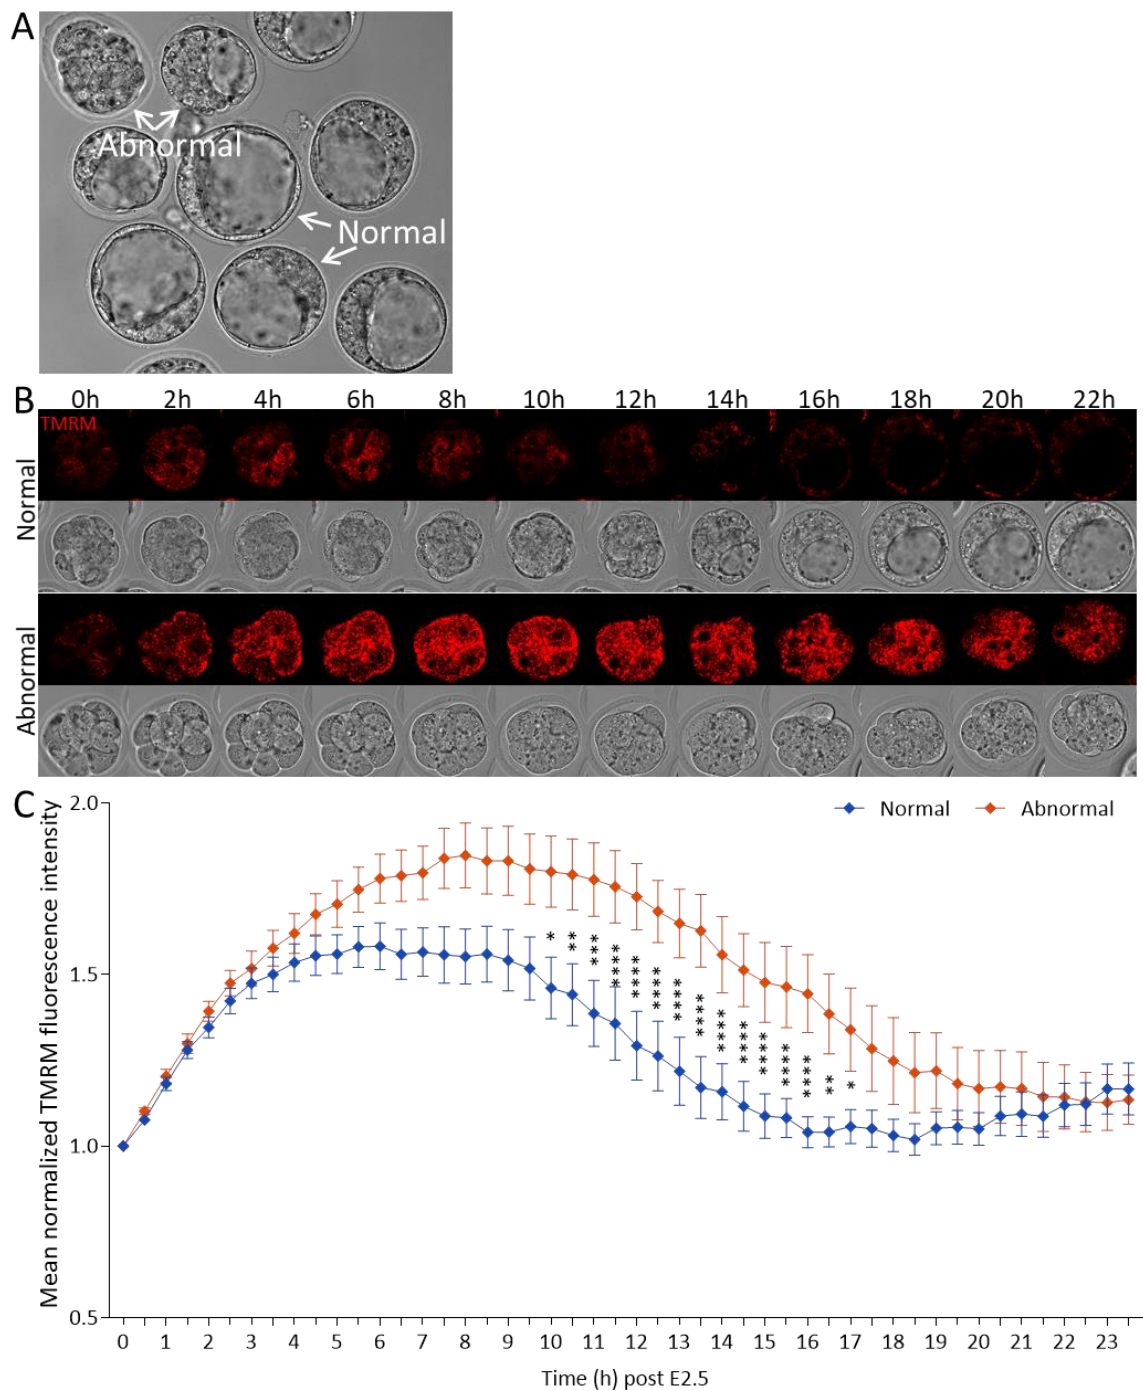 A
Abnormal
Normal
B
0h 2h 4h 6h 8h 10h 12h 14h 16h 18h 20h 22h
TMRM
Normal
Abnormal
C
Mean normalized TMRM fluorescence intensity
Normal Abnormal
2.0
1.5
1.0
0.5
* ** *** **** **** **** **** **** **** **** **** **** **** ** *
0 1 2 3 4 5 6 7 8 9 10 11 12 13 14 15 16 17 18 19 20 21 22 23
Time (h) post E2.5